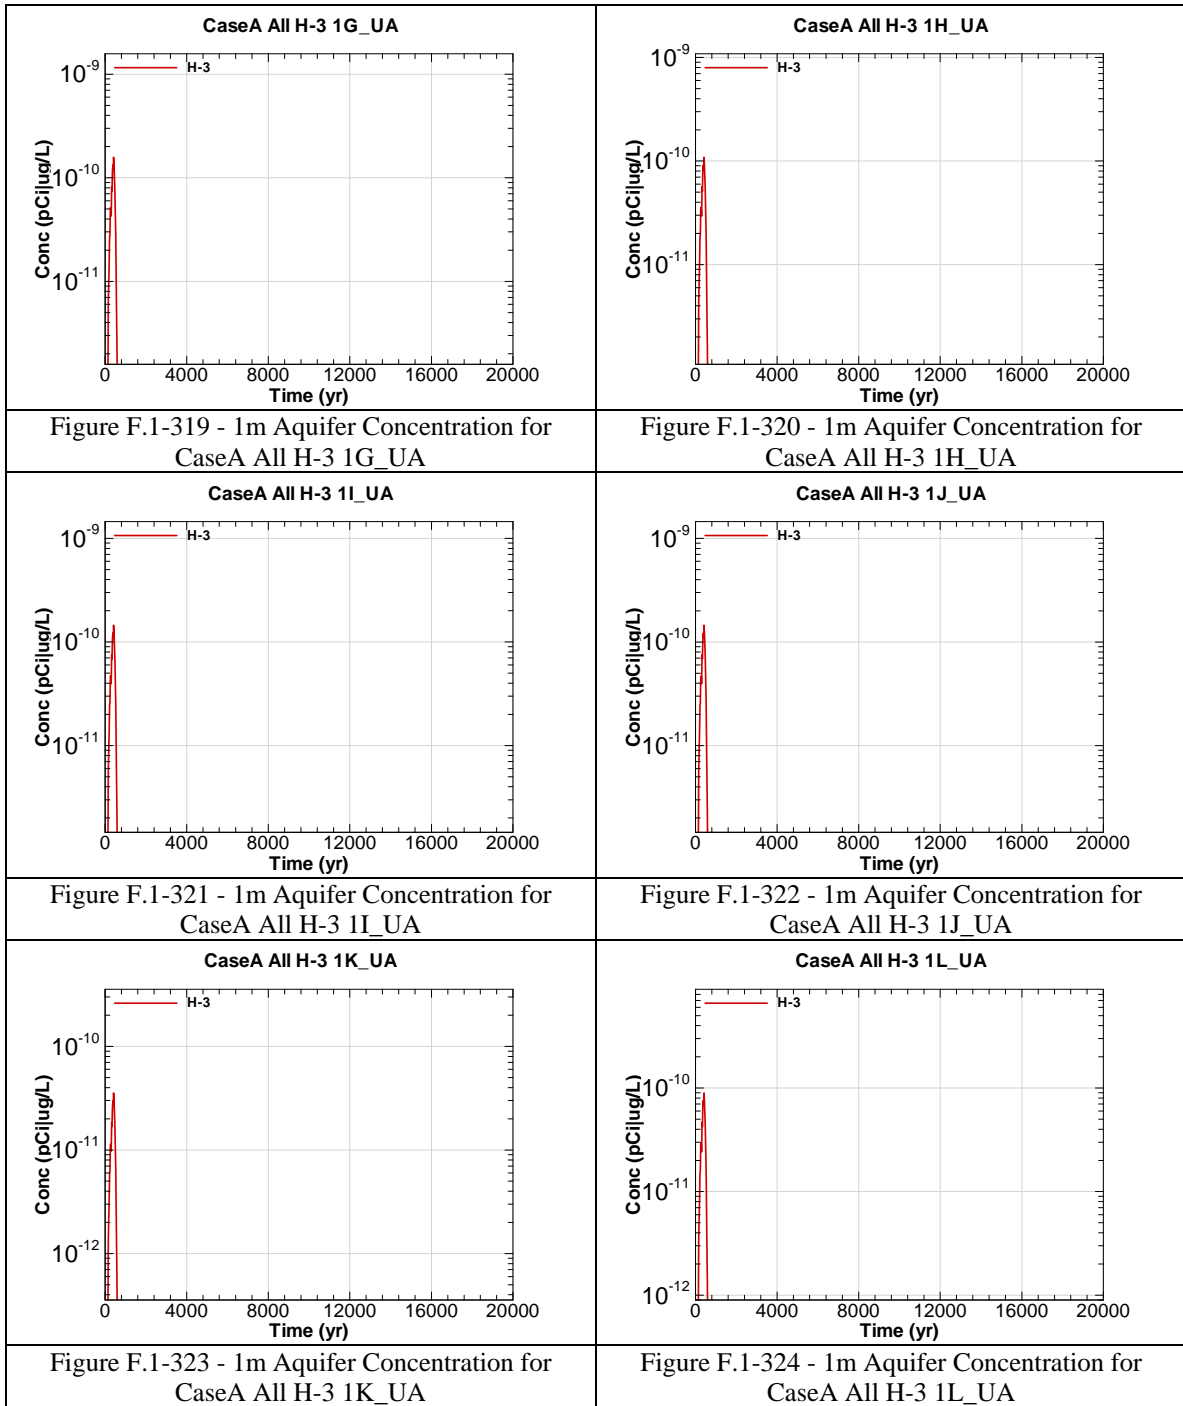 CaseA All H-3 1G_UA
H-3
10-9
10-10
10-11
Conc (pCi|ug/L)
0 4000 8000 12000 16000 20000
Time (yr)
Figure F.1-319 - 1m Aquifer Concentration for
CaseA All H-3 1G_UA
CaseA All H-3 1H_UA
H-3
10-9
10-10
10-11
Conc (pCi|ug/L)
0 4000 8000 12000 16000 20000
Time (yr)
Figure F.1-320 - 1m Aquifer Concentration for
CaseA All H-3 1H_UA
CaseA All H-3 1I_UA
H-3
10-9
10-10
10-11
Conc (pCi|ug/L)
0 4000 8000 12000 16000 20000
Time (yr)
Figure F.1-321 - 1m Aquifer Concentration for
CaseA All H-3 1I_UA
CaseA All H-3 1J_UA
H-3
10-9
10-10
10-11
Conc (pCi|ug/L)
0 4000 8000 12000 16000 20000
Time (yr)
Figure F.1-322 - 1m Aquifer Concentration for
CaseA All H-3 1J_UA
CaseA All H-3 1K_UA
H-3
10-10
10-11
10-12
Conc (pCi|ug/L)
0 4000 8000 12000 16000 20000
Time (yr)
Figure F.1-323 - 1m Aquifer Concentration for
CaseA All H-3 1K_UA
CaseA All H-3 1L_UA
H-3
10-10
10-11
10-12
Conc (pCi|ug/L)
0 4000 8000 12000 16000 20000
Time (yr)
Figure F.1-324 - 1m Aquifer Concentration for
CaseA All H-3 1L_UA